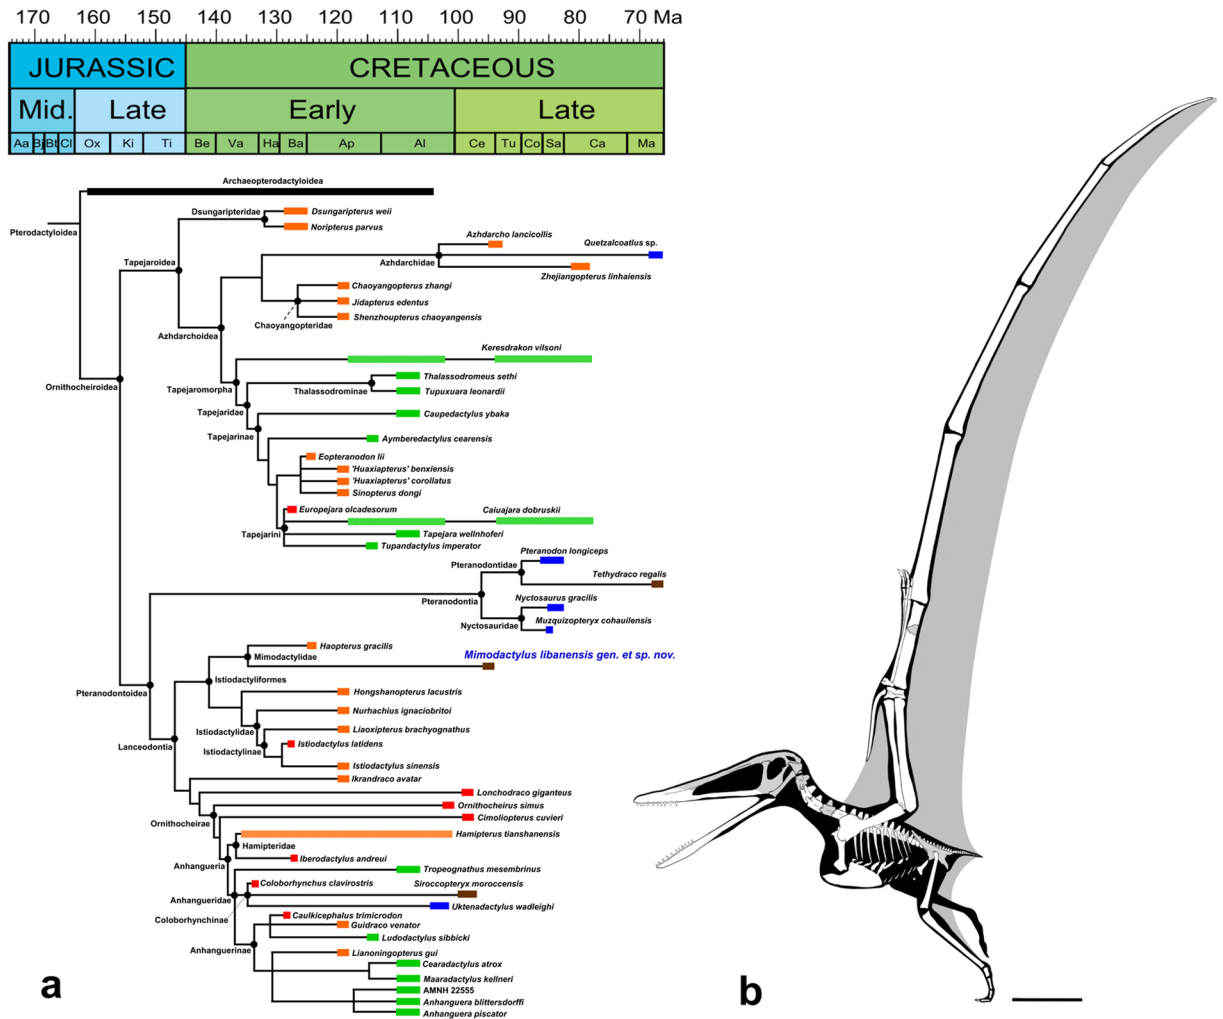 170 160 150 140 130 120 110 100 90 80 70 Ma
JURASSIC CRETACEOUS
Mid. Late Early Late
Aa Bj Bt Cl Ox Ki Ti Be Va Ha Ba Ap Al Ce Tu Co Sa Ca Ma
Archaeopterodactyloidea
Pterodactyloidea
Dsungaripteridae
Dsungaripterus weii
Noripterus parvus
Tapejaroidea
Azhdarcho lancicollis
Quetzalcoatlus sp.
Azhdarchidae
Zhejiangopterus linhaiensis
Chaoyangopterus zhangi
Jidapterus edentus
Shenzhoupterus chaoyangensis
Chaoyangopteridae
Azhdarchoidea
Keresdrakon vilsoni
Ornithocheiroidea
Tapejaromorpha
Thalassodrominae
Thalassodromeus sethi
Tupuxuara leonardii
Tapejaridae
Caupedactylus ybaka
Tapejarinae
Aymberedactylus cearensis
Eopteranodon lii
'Huaxiapterus' benxiensis
'Huaxiapterus' corollatus
Sinopterus dongi
Europejara olcadesorum
Caiuajara dobruskii
Tapejarini
Tapejara wellnhoferi
Tupandactylus imperator
Pteranodon longiceps
Pteranodontidae
Tethydraco regalis
Pteranodontia
Nyctosaurus gracilis
Muzquizopteryx cohauilensis
Nyctosauridae
Haopterus gracilis
Mimodactylidae
Mimodactylus libanensis gen. et sp. nov.
Istiodactyliformes
Pteranodontoidea
Hongshanopterus lacustris
Nurhachius ignaciobritoi
Istiodactylidae
Liaoxipterus brachyognathus
Lanceodontia
Istiodactylinae
Istiodactylus latidens
Istiodactylus sinensis
Ikrandraco avatar
Lonchodraco giganteus
Ornithocheirus simus
Ornithocheirae
Cimoliopterus cuvieri
Hamipterus tianshanensis
Hamipteridae
Iberodactylus andreui
Anhangueria
Tropeognathus mesembrinus
Coloborhynchus clavirostris
Siroccopteryx moroccensis
Anhangueridae
Uktenadactylus wadleighi
Coloborhynchinae
Caulkicephalus trimicrodon
Guidraco venator
Ludodactylus sibbicki
Anhanguerinae
Lianoningopterus gui
Cearadactylus atrox
Maaradactylus kellneri
AMNH 22555
Anhanguera blittersdorffi
Anhanguera piscator
a
b